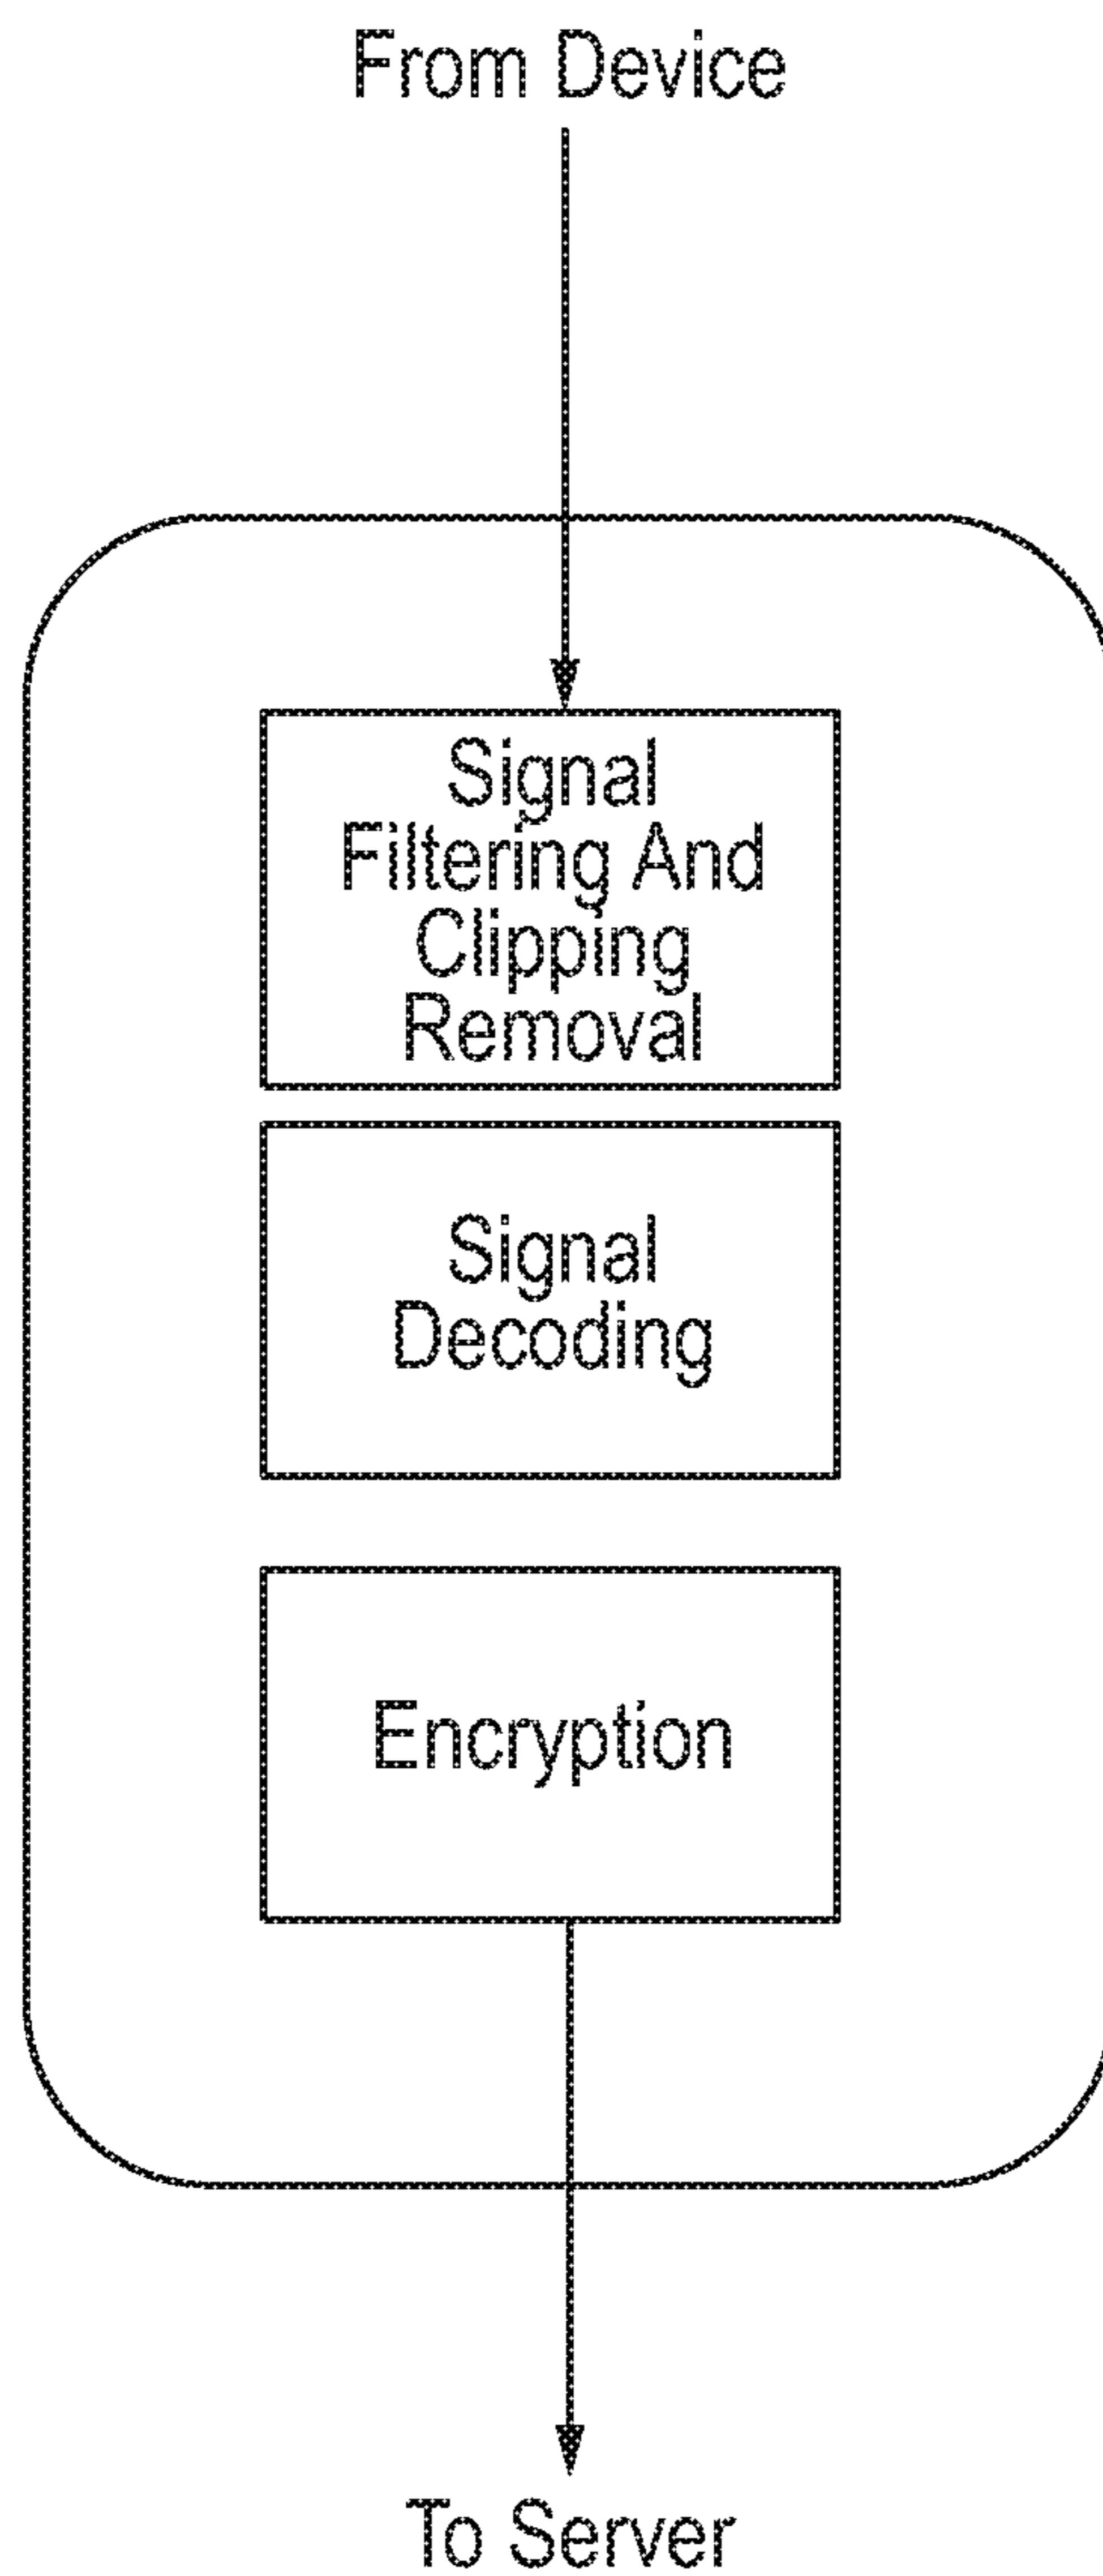 From Device
Signal
Filtering And
Clipping
Removal
Signal
Decoding
Encryption
To Server